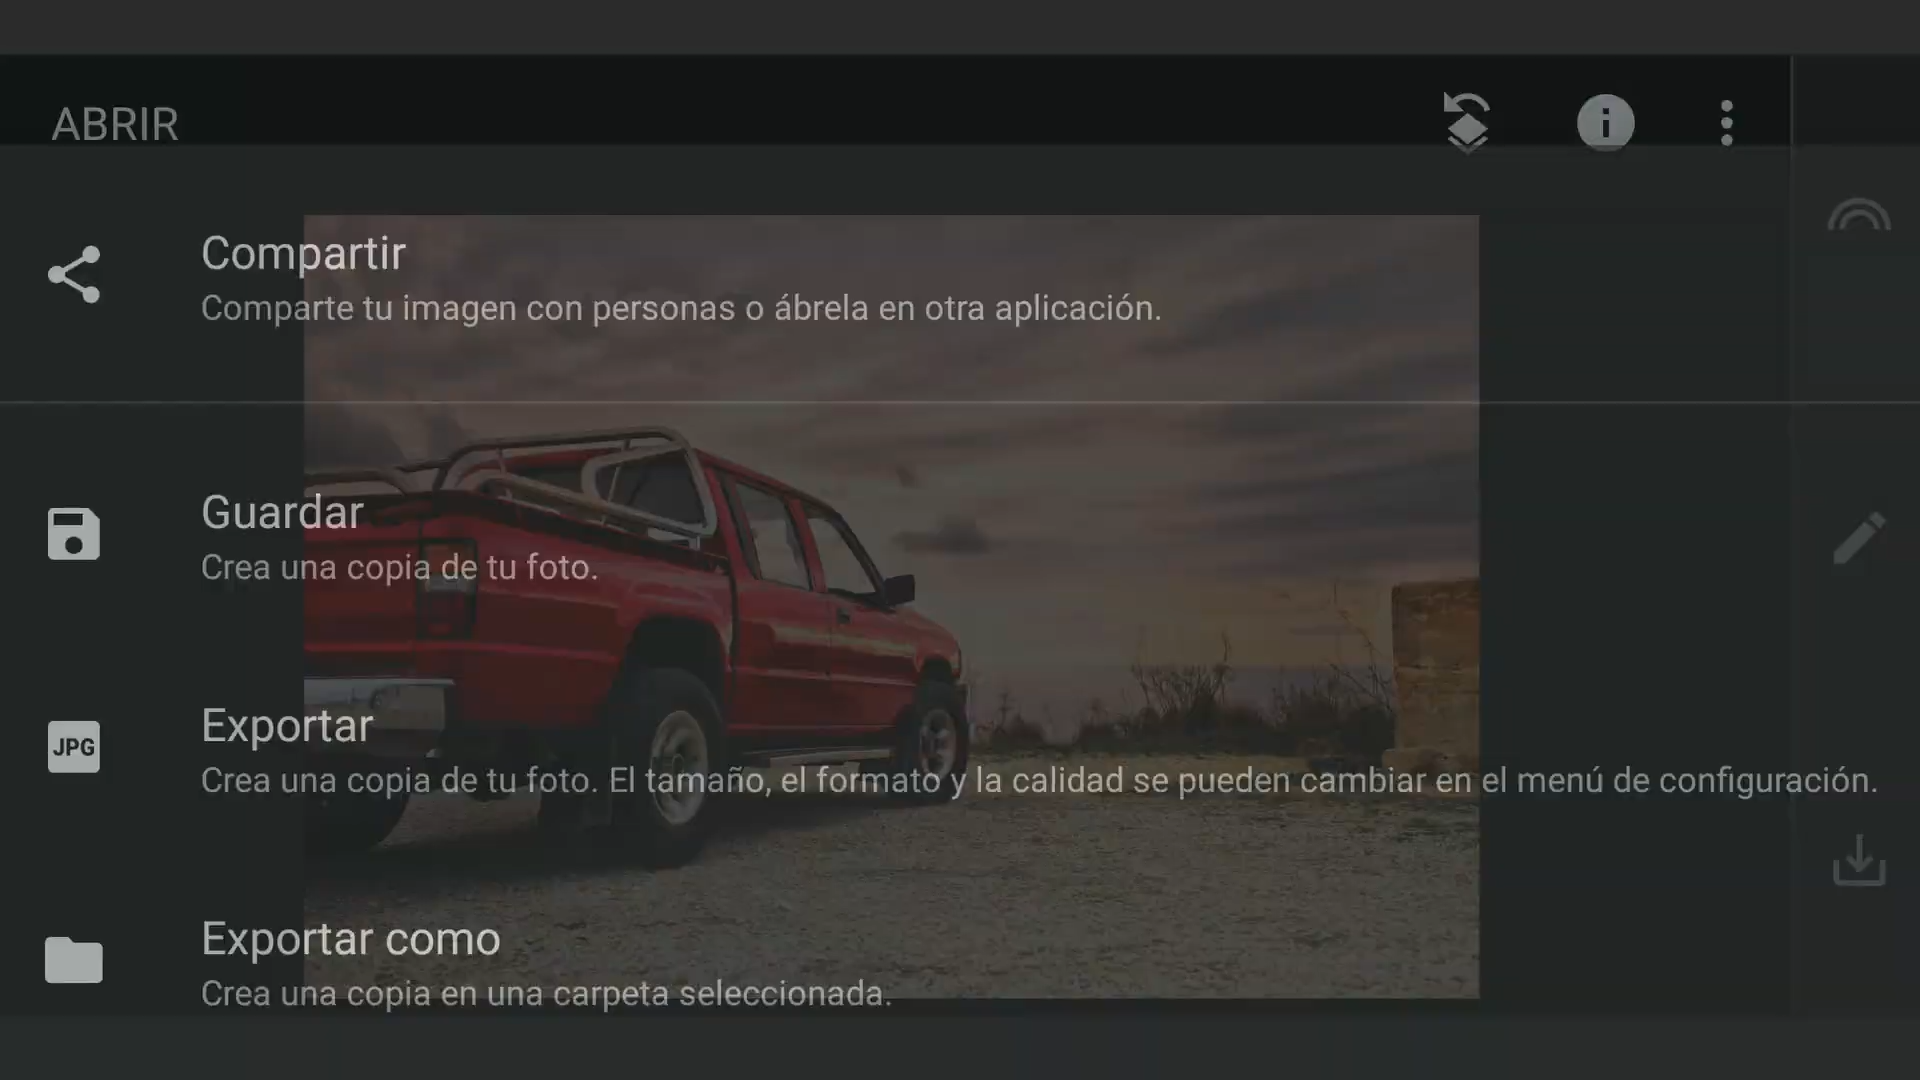 ABRIR
Compartir
Comparte tu imagen con personas o ábrela en otra aplicación.
Guardar
Crea una copia de tu foto.
JPG
Exportar
Crea una copia de tu foto. El tamaño, el formato y la calidad se pueden cambiar en el menú de configuración.
Exportar como
Crea una copia en una carpeta seleccionada.